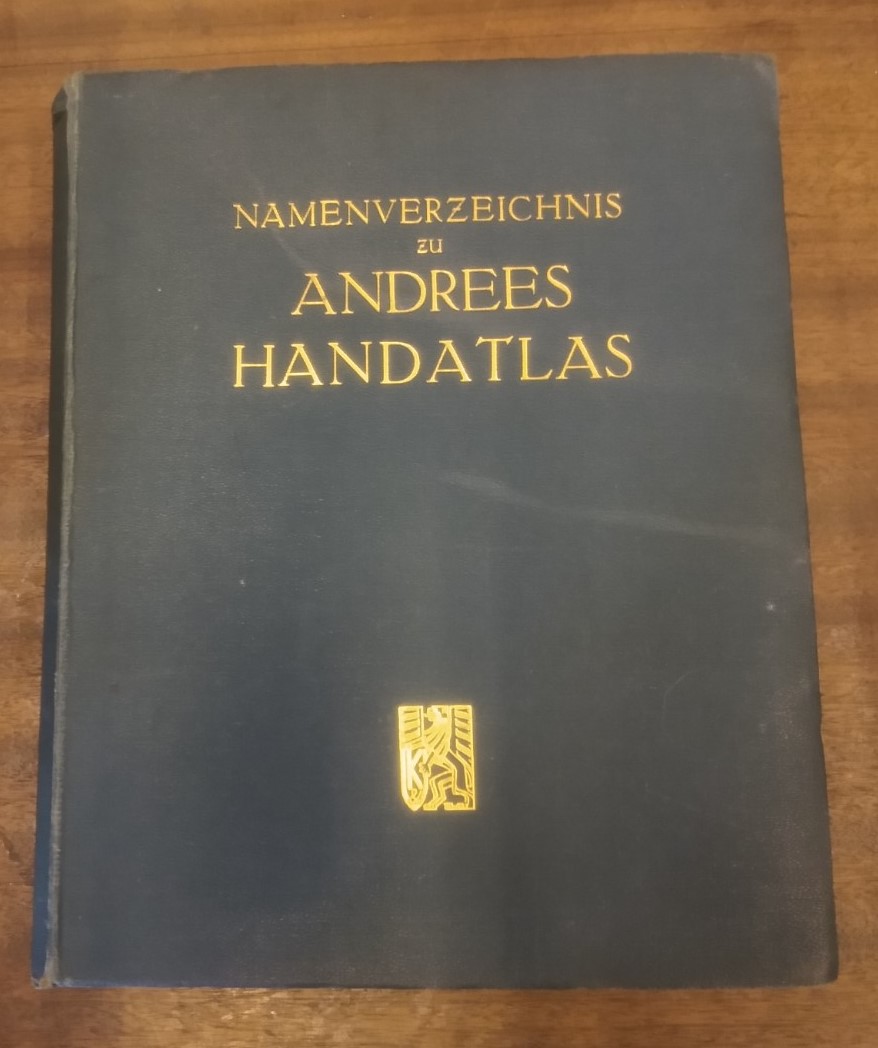 NAMENVERZEICHNIS
ZU
ANDREES
HANDATLAS
K